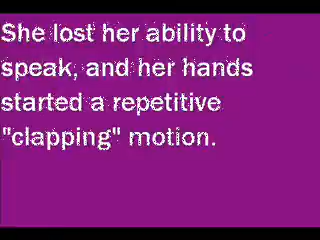 She lost her ability to
speak, and her hands
started a repetitive
"clapping" motion.